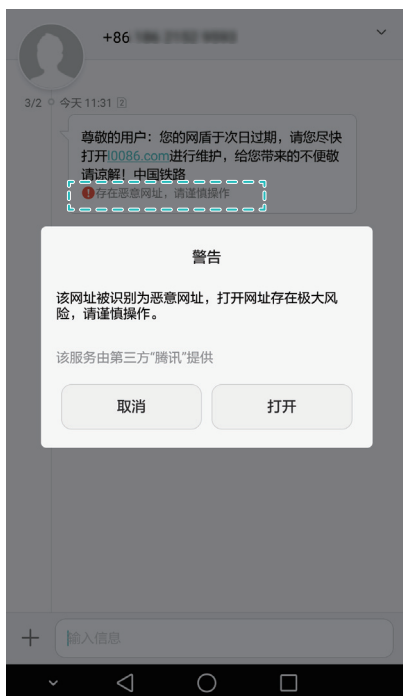 +86
3/2 今天 11:31 2
尊敬的用户：您的网盾于次日过期，请您尽快
打开l0086.com进行维护，给您带来的不便敬
请谅解！中国铁路
存在恶意网址，请谨慎操作
警告
该网址被识别为恶意网址，打开网址存在极大风
险，请谨慎操作。
该服务由第三方“腾讯”提供
取消 打开
输入信息